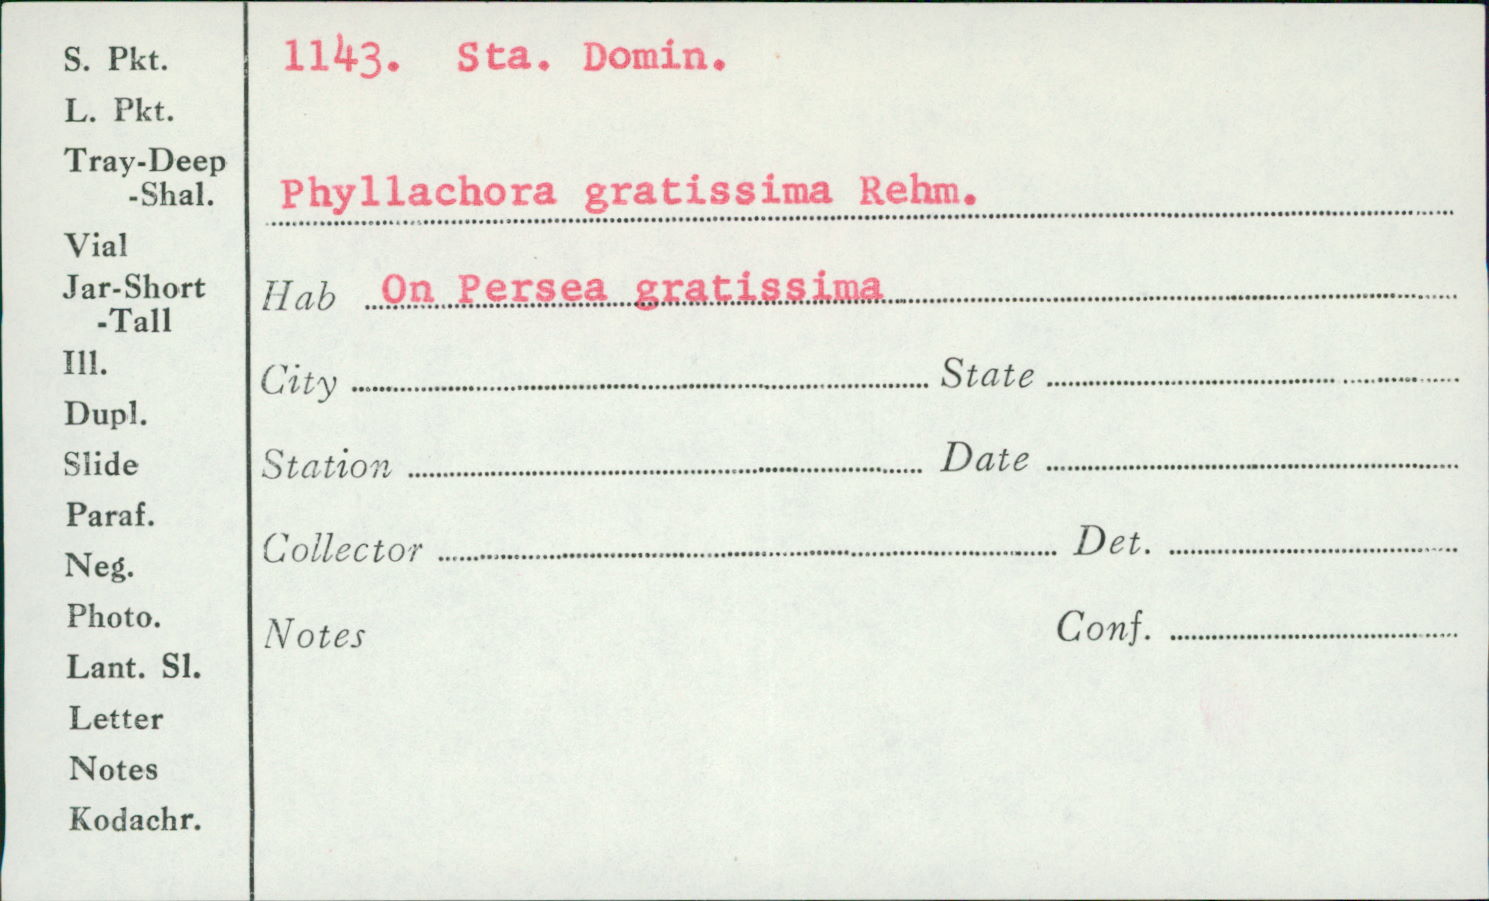 S. Pkt.
L. Pkt.
Tray-Deep
-Shal.
Vial
Jar-Short
-Tall
Ill.
Dupl.
Slide
Paraf.
Neg.
Photo.
Lant. Sl.
Letter
Notes
Kodachr.
1143. Sta. Domin.
Phyllachora gratissima Rehm.
Hab On Persea gratissima
City State
Station Date
Collector Det.
Notes Conf.